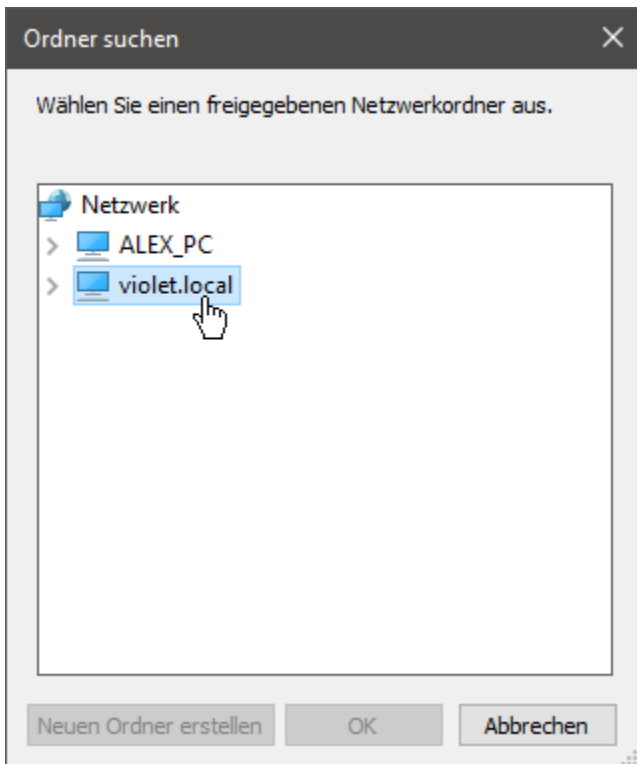 Ordner suchen
Wählen Sie einen freigegebenen Netzwerkordner aus.
Netzwerk
ALEX_PC
violet.local
Neuen Ordner erstellen OK Abbrechen